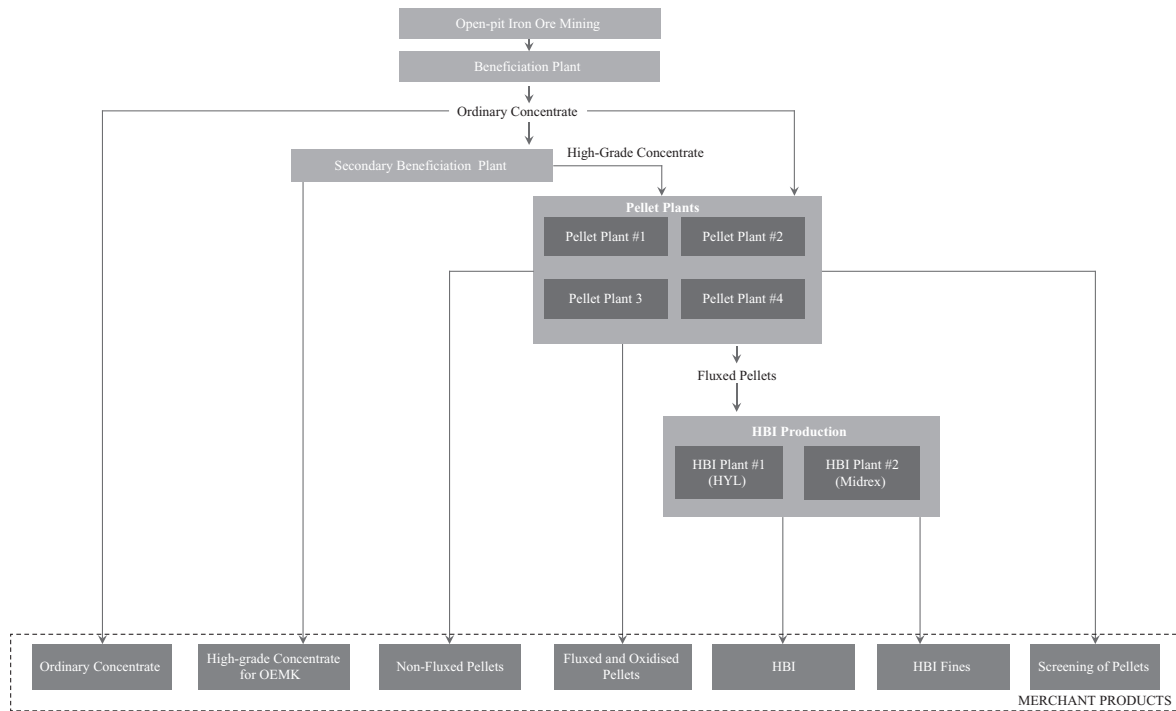 Open-pit Iron Ore Mining
Beneficiation Plant
Ordinary Concentrate
High-Grade Concentrate
Secondary Beneficiation Plant
Pellet Plants
Pellet Plant #1
Pellet Plant #2
Pellet Plant 3
Pellet Plant #4
Fluxed Pellets
HBI Production
HBI Plant #1
(HYL)
HBI Plant #2
(Midrex)
Ordinary Concentrate
High-grade Concentrate
for OEMK
Non-Fluxed Pellets
Fluxed and Oxidised
Pellets
HBI
HBI Fines
Screening of Pellets
MERCHANT PRODUCTS